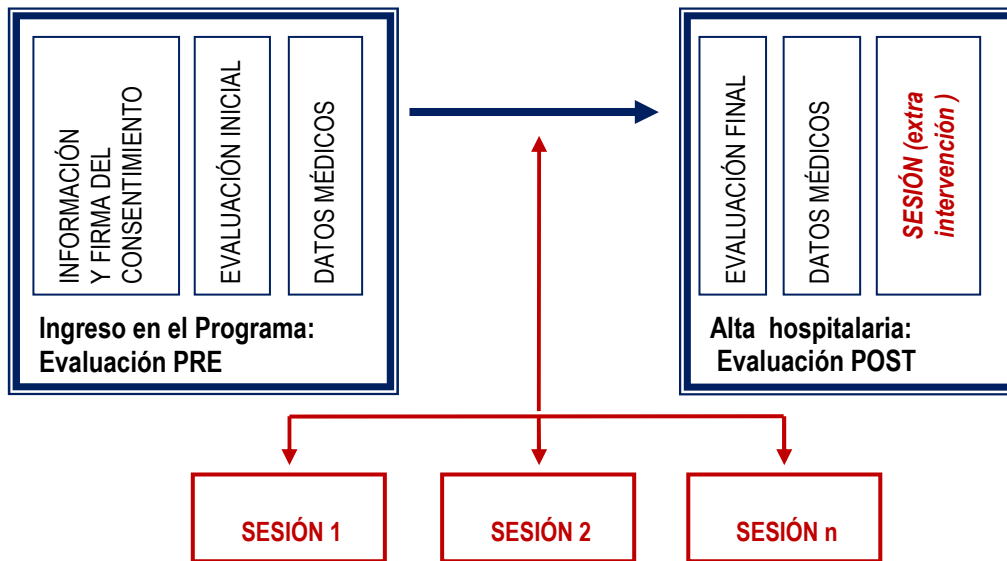 INFORMACIÓN
Y FIRMA DEL
CONSENTIMIENTO
EVALUACIÓN INICIAL
DATOS MÉDICOS
Ingreso en el Programa:
Evaluación PRE
EVALUACIÓN FINAL
DATOS MÉDICOS
SESIÓN (extra
intervención )
Alta hospitalaria:
Evaluación POST
SESIÓN 1
SESIÓN 2
SESIÓN n